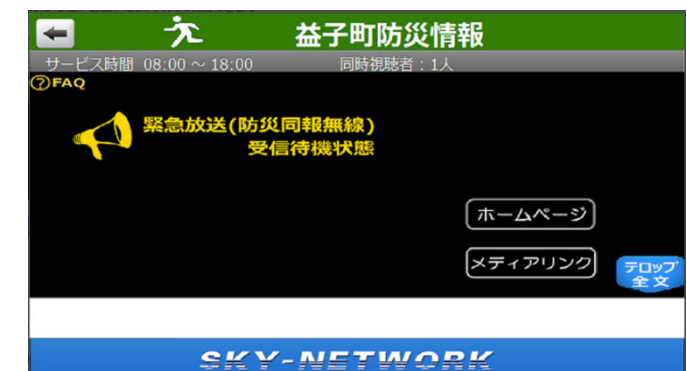 益子町防災情報
サービス時間 08:00 ～ 18:00 同時視聴者：1人
?FAQ
緊急放送(防災同報無線)
受信待機状態
ホームページ
メディアリンク
テロップ
全文
SKY-NETWORK